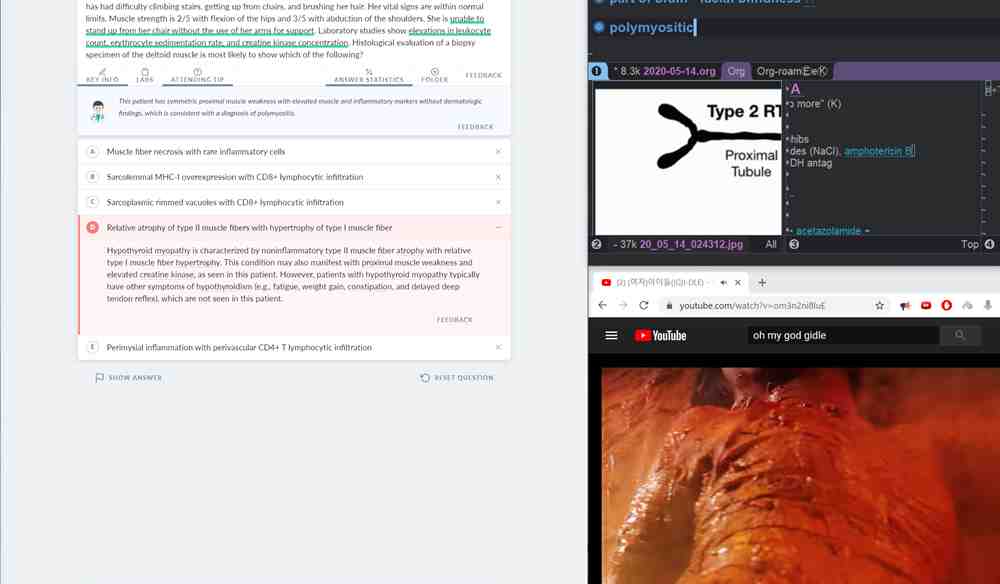 has had difficulty climbing stairs, getting up from chairs, and brushing her hair. Her vital signs are within normal
limits. Muscle strength is 2/5 with flexion of the hips and 3/5 with abduction of the shoulders. She is unable to
stand up from her chair without the use of her arms for support. Laboratory studies show elevations in leukocyte
count, erythrocyte sedimentation rate, and creatine kinase concentration. Histological evaluation of a biopsy
specimen of the deltoid muscle is most likely to show which of the following?
KEY INFO
LABS
ATTENDING TIP
ANSWER STATISTICS
FOLDER
FEEDBACK
This patient has symmetric proximal muscle weakness with elevated muscle and inflammatory markers without dermatologic
findings, which is consistent with a diagnosis of polymyositis.
FEEDBACK
A Muscle fiber necrosis with rare inflammatory cells
B Sarcolemmal MHC-I overexpression with CD8+ lymphocytic infiltration
C Sarcoplasmic rimmed vacuoles with CD8+ lymphocytic infiltration
D Relative atrophy of type II muscle fibers with hypertrophy of type I muscle fiber
Hypothyroid myopathy is characterized by noninflammatory type II muscle fiber atrophy with relative
type I muscle fiber hypertrophy. This condition may also manifest with proximal muscle weakness and
elevated creatine kinase, as seen in this patient. However, patients with hypothyroid myopathy typically
have other symptoms of hypothyroidism (e.g., fatigue, weight gain, constipation, and delayed deep
tendon reflex), which are not seen in this patient.
FEEDBACK
E Perimysial inflammation with perivascular CD4+ T lymphocytic infiltration
SHOW ANSWER
RESET QUESTION
polymyositic
1 * 8.3k 2020-05-14.org Org Org-roam
Type 2 RT
Proximal
Tubule
A
more" (K)
hibs
des (NaCl), amphotericin B
DH antag
acetazolamide
2 - 37k 20_05_14_024312.jpg All 3 Top 4
youtube.com/watch?v=om3n2ni8luE
YouTube
oh my god gidle